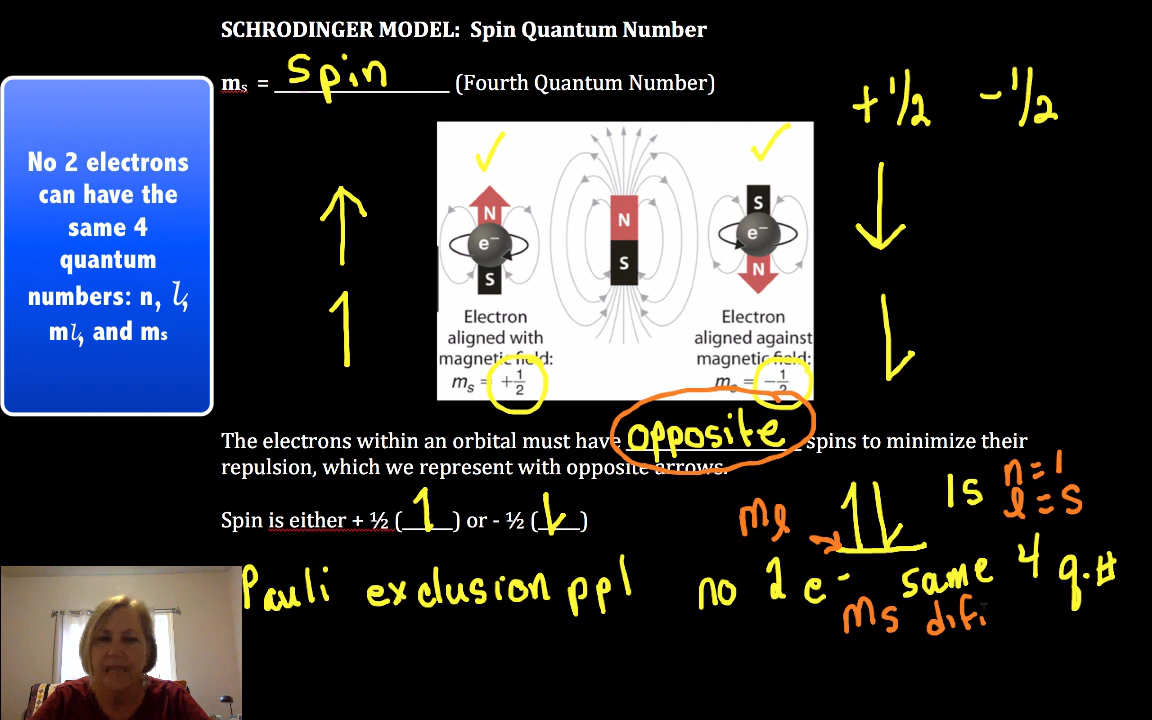 SCHRODINGER MODEL: Spin Quantum Number
ms = spin (Fourth Quantum Number)
+ 1/2 - 1/2
No 2 electrons
can have the
same 4
quantum
numbers: n, l,
ml, and ms
N
e-
S
N
S
S
e-
N
Electron
aligned with
magnetic field:
ms = +1/2
Electron
aligned against
magnetic field:
ms = -1/2
The electrons within an orbital must have opposite spins to minimize their
repulsion, which we represent with opposite arrows.
Spin is either + ½ (↿) or - ½ (⇂)
ml 1s n=1
l=s
Pauli exclusion ppl no 2 e- same 4 q.#
ms dif.